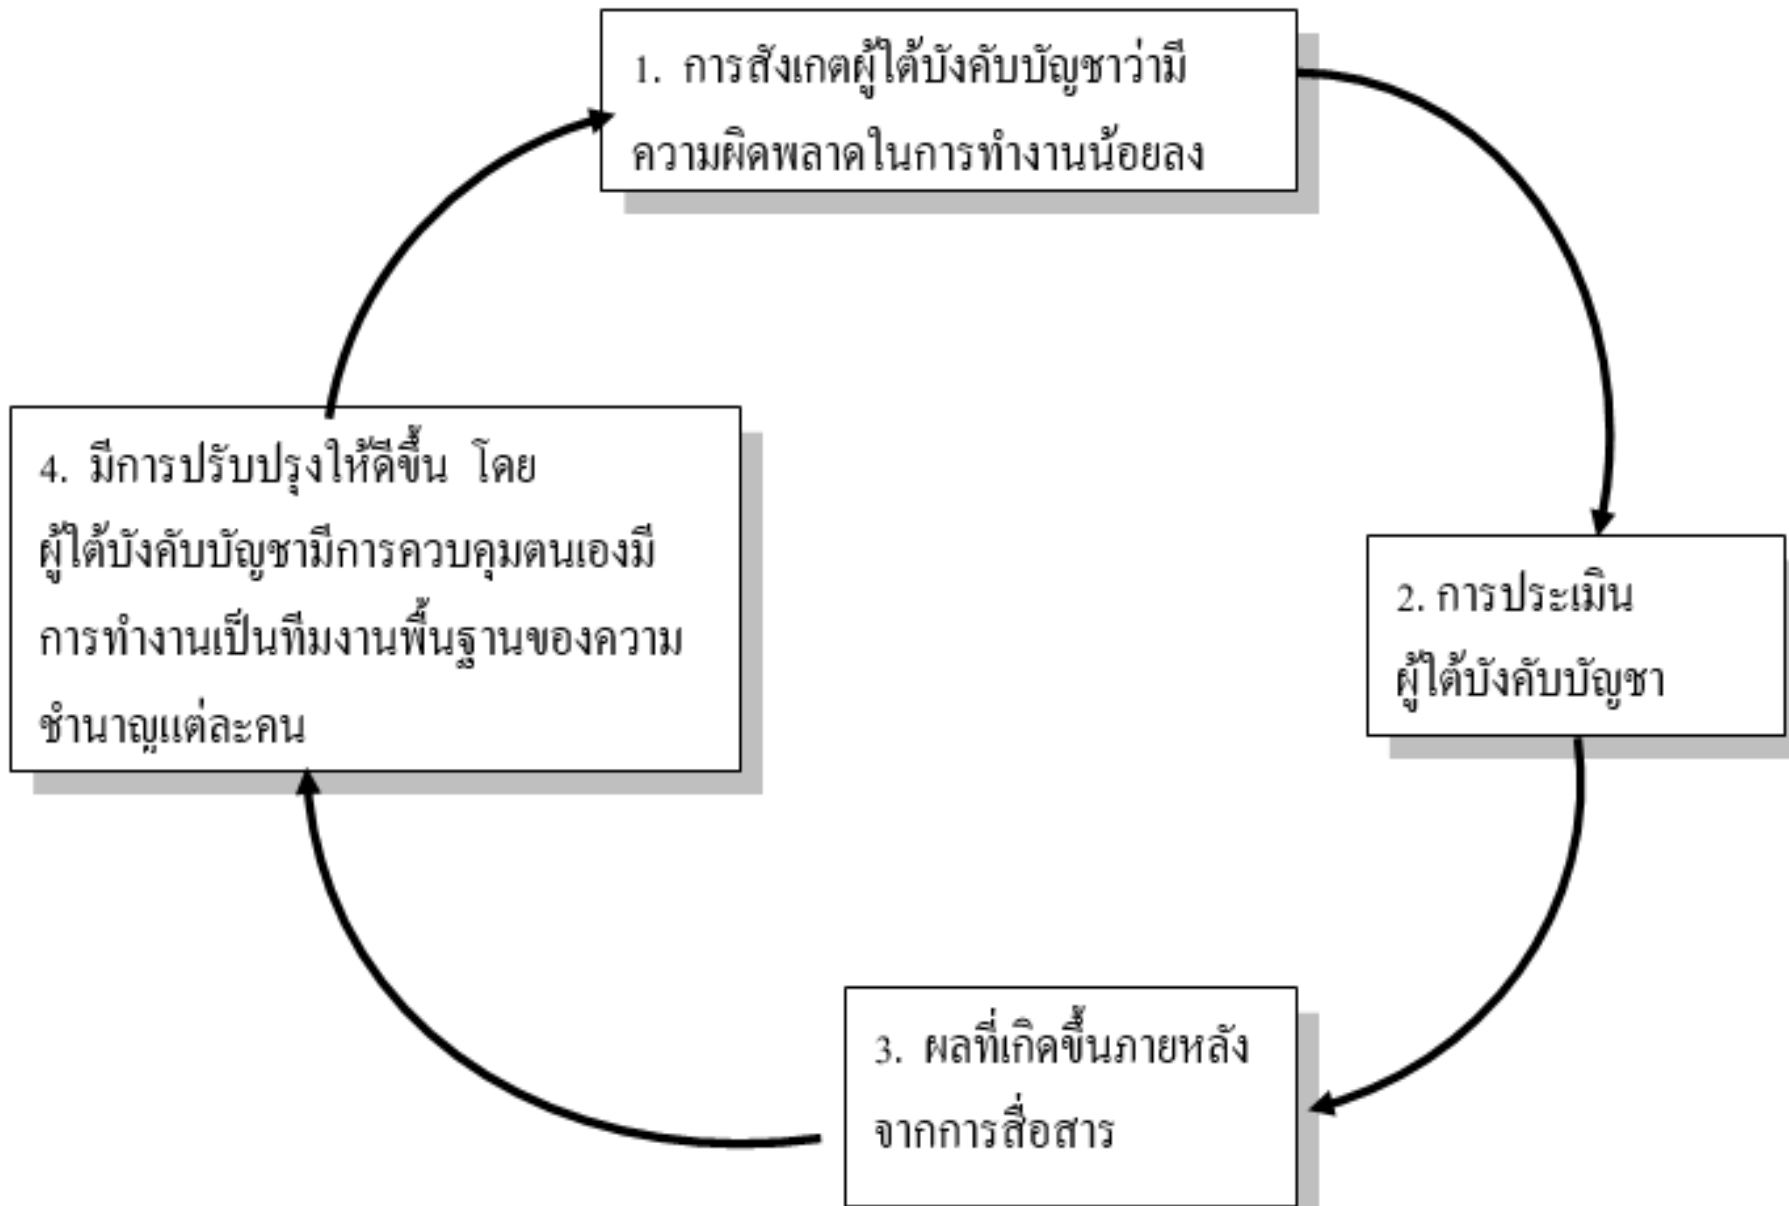 1. การสังเกตผู้ใต้บังคับบัญชาว่ามี
ความผิดพลาดในการทำงานน้อยลง
2. การประเมิน
ผู้ใต้บังคับบัญชา
3. ผลที่เกิดขึ้นภายหลัง
จากการสื่อสาร
4. มีการปรับปรุงให้ดีขึ้น โดย
ผู้ใต้บังคับบัญชามีการควบคุมตนเองมี
การทำงานเป็นทีมงานพื้นฐานของความ
ชำนาญแต่ละคน